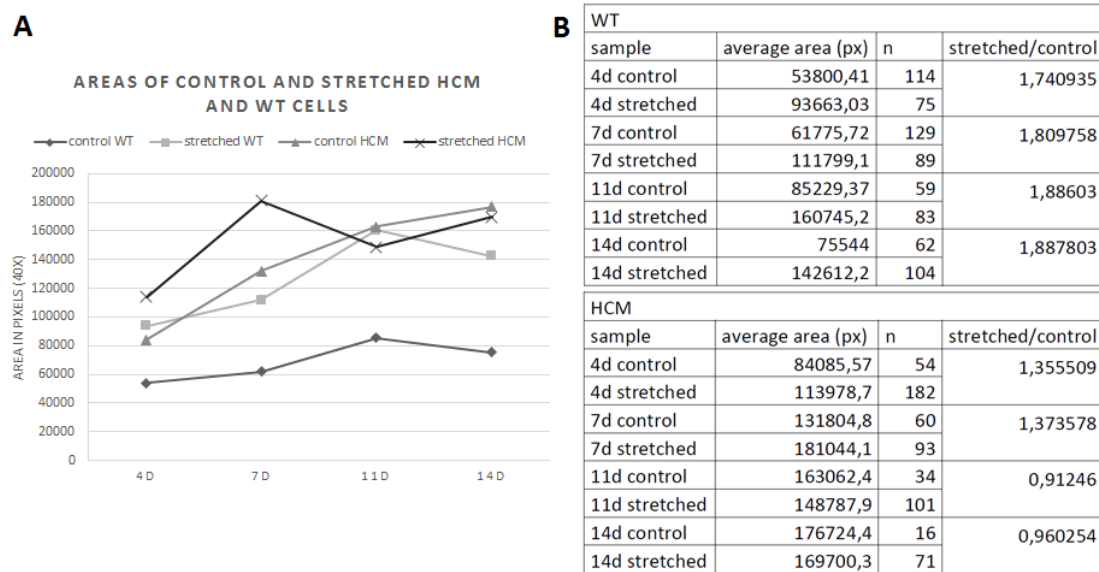 A
AREAS OF CONTROL AND STRETCHED HCM
AND WT CELLS
control WT stretched WT control HCM stretched HCM
AREA IN PIXELS (40X)
200000
180000
160000
140000
120000
100000
80000
60000
40000
20000
0
4D 7D 11D 14D
B
WT
sample average area (px) n stretched/control
4d control 53800,41 114 1,740935
4d stretched 93663,03 75
7d control 61775,72 129 1,809758
7d stretched 111799,1 89
11d control 85229,37 59 1,88603
11d stretched 160745,2 83
14d control 75544 62 1,887803
14d stretched 142612,2 104
HCM
sample average area (px) n stretched/control
4d control 84085,57 54 1,355509
4d stretched 113978,7 182
7d control 131804,8 60 1,373578
7d stretched 181044,1 93
11d control 163062,4 34 0,91246
11d stretched 148787,9 101
14d control 176724,4 16 0,960254
14d stretched 169700,3 71